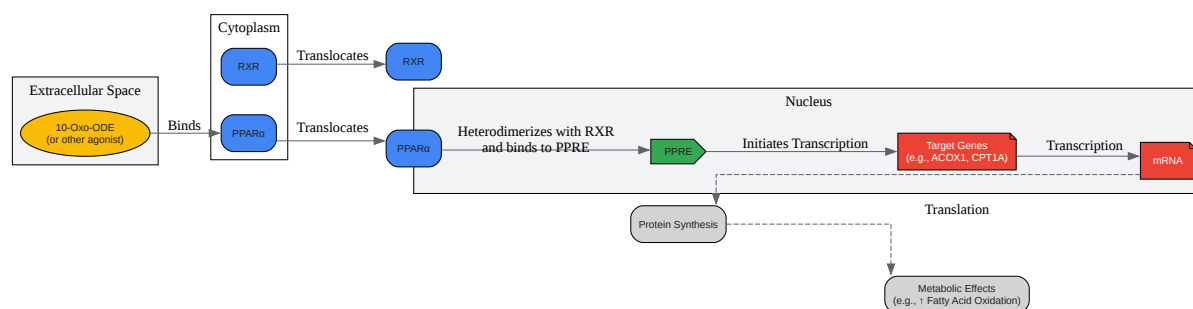 Cytoplasm
RXR
Translocates
RXR
Extracellular Space
10-Oxo-ODE
(or other agonist)
Binds
PPARα
Translocates
PPARα
Nucleus
Heterodimerizes with RXR
and binds to PPRE
PPRE
Initiates Transcription
Target Genes
(e.g., ACOX1, CPT1A)
Transcription
mRNA
Translation
Protein Synthesis
Metabolic Effects
(e.g., ↑ Fatty Acid Oxidation)